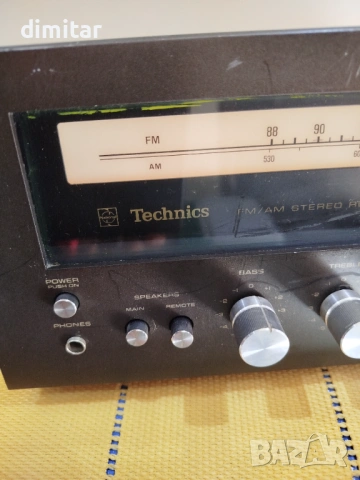 dimitar
FM 88 90
AM 530
Technics FM/AM STEREO
POWER
PUSH ON
SPEAKERS
MAIN REMOTE
PHONES
BASS
BAZAR
bg